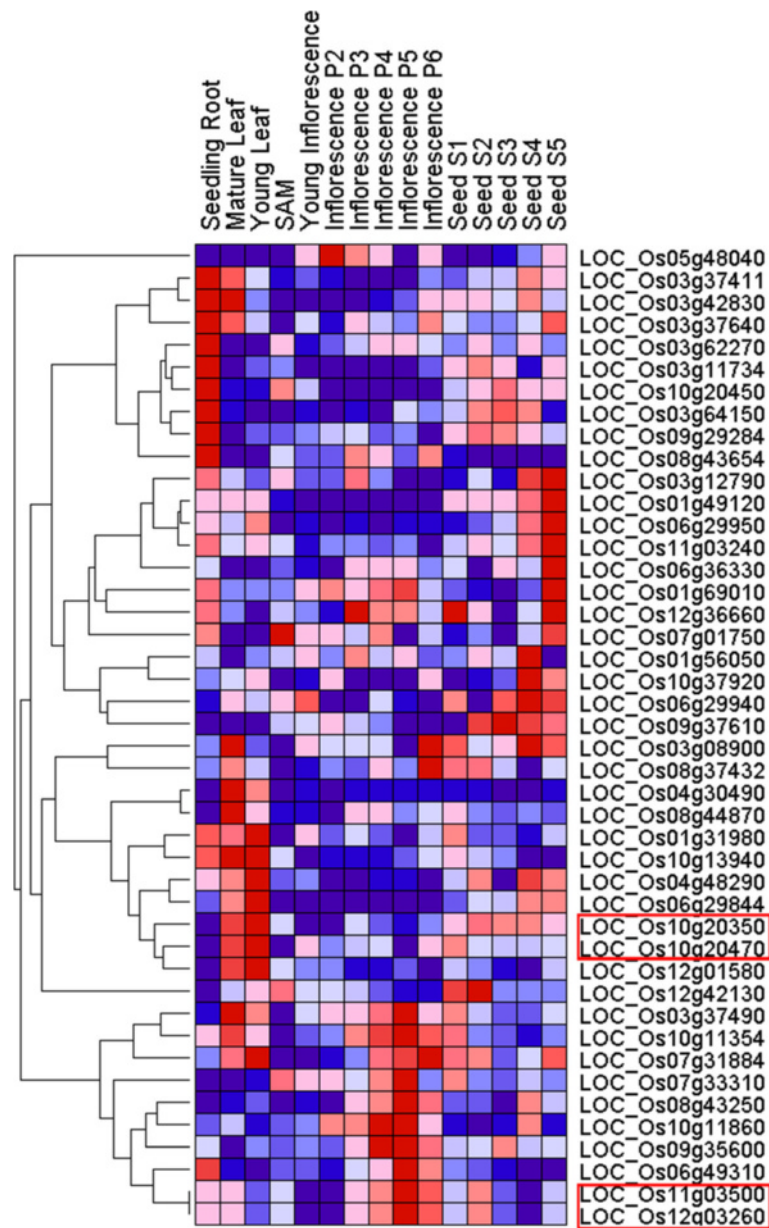 Seedling Root
Mature Leaf
Young Leaf
SAM
Young Inflorescence
Inflorescence P2
Inflorescence P3
Inflorescence P4
Inflorescence P5
Inflorescence P6
Seed S1
Seed S2
Seed S3
Seed S4
Seed S5
LOC_Os05g48040
LOC_Os03g37411
LOC_Os03g42830
LOC_Os03g37640
LOC_Os03g62270
LOC_Os03g11734
LOC_Os10g20450
LOC_Os03g64150
LOC_Os09g29284
LOC_Os08g43654
LOC_Os03g12790
LOC_Os01g49120
LOC_Os06g29950
LOC_Os11g03240
LOC_Os06g36330
LOC_Os01g69010
LOC_Os12g36660
LOC_Os07g01750
LOC_Os01g56050
LOC_Os10g37920
LOC_Os06g29940
LOC_Os09g37610
LOC_Os03g08900
LOC_Os08g37432
LOC_Os04g30490
LOC_Os08g44870
LOC_Os01g31980
LOC_Os10g13940
LOC_Os04g48290
LOC_Os06g29844
LOC_Os10g20350
LOC_Os10g20470
LOC_Os12g01580
LOC_Os12g42130
LOC_Os03g37490
LOC_Os10g11354
LOC_Os07g31884
LOC_Os07g33310
LOC_Os08g43250
LOC_Os10g11860
LOC_Os09g35600
LOC_Os06g49310
LOC_Os11g03500
LOC_Os12g03260